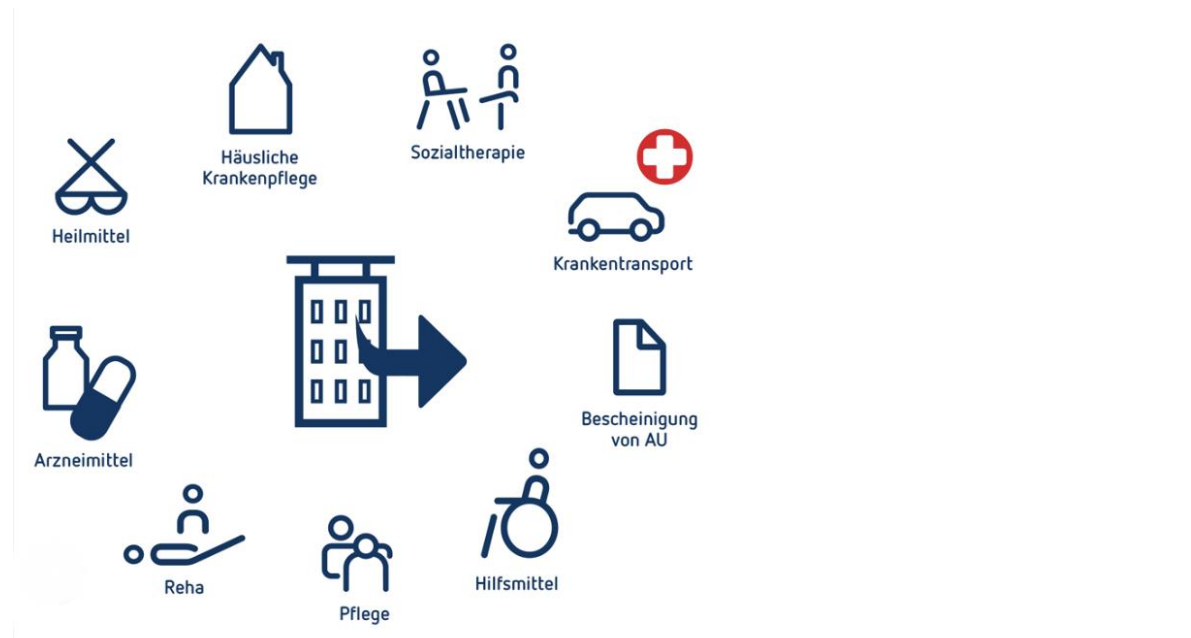 Sozialtherapie
Häusliche
Krankenpflege
Heilmittel
Krankentransport
Bescheinigung
von AU
Arzneimittel
Hilfsmittel
Reha
Pflege